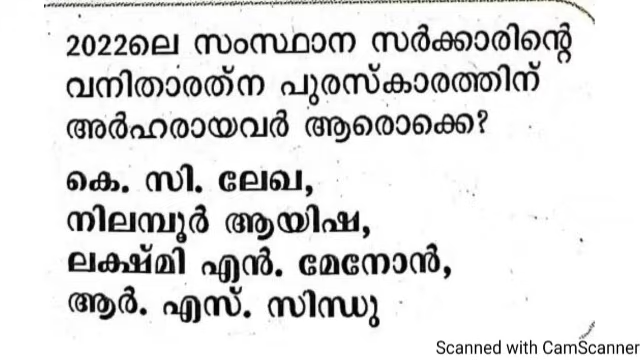 2022ലെ സംസ്ഥാന സർക്കാരിന്റെ
വനിതാരത്ന പുരസ്കാരത്തിന്
അർഹരായവർ ആരൊക്കെ?
കെ. സി. ലേഖ,
നിലമ്പൂർ ആയിഷ,
ലക്ഷ്മി എൻ. മേനോൻ,
ആർ. എസ്. സിന്ധു
Scanned with CamScanner